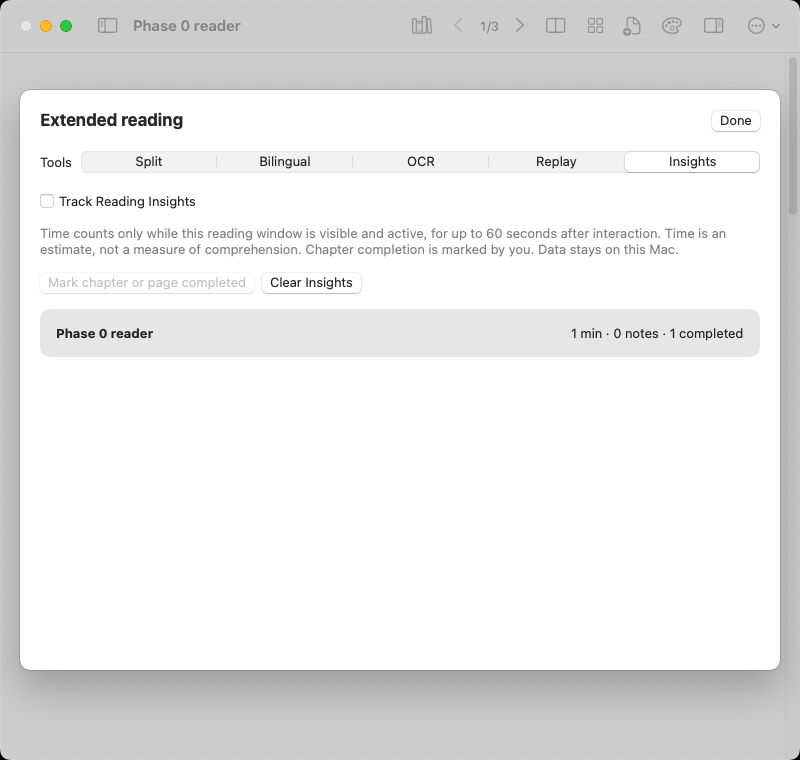 Phase 0 reader
1/3
Extended reading
Done
Tools
Split
Bilingual
OCR
Replay
Insights
Track Reading Insights
Time counts only while this reading window is visible and active, for up to 60 seconds after interaction. Time is an
estimate, not a measure of comprehension. Chapter completion is marked by you. Data stays on this Mac.
Mark chapter or page completed
Clear Insights
Phase 0 reader
1 min · 0 notes · 1 completed